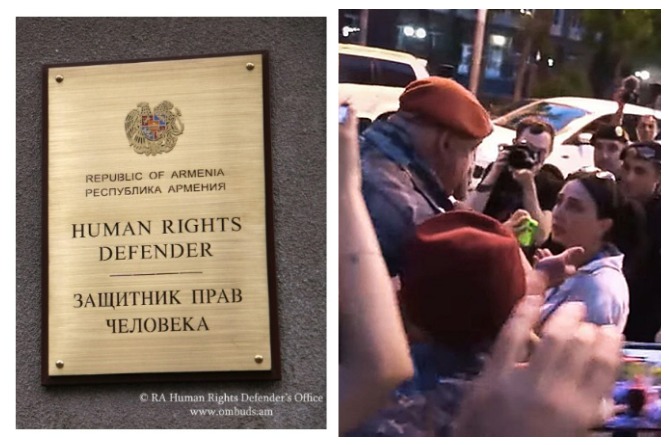 REPUBLIC OF ARMENIA
РЕСПУБЛИКА АРМЕНИЯ
HUMAN RIGHTS
DEFENDER
ЗАЩИТНИК ПРАВ
ЧЕЛОВЕКА
© RA Human Rights Defender's Office
www.ombuds.am